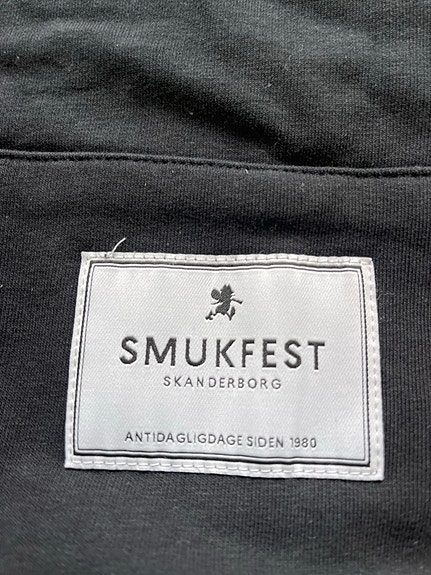 SMUKFEST
SKANDERBORG
ANTIDAGLIGDAGE SIDEN 1980